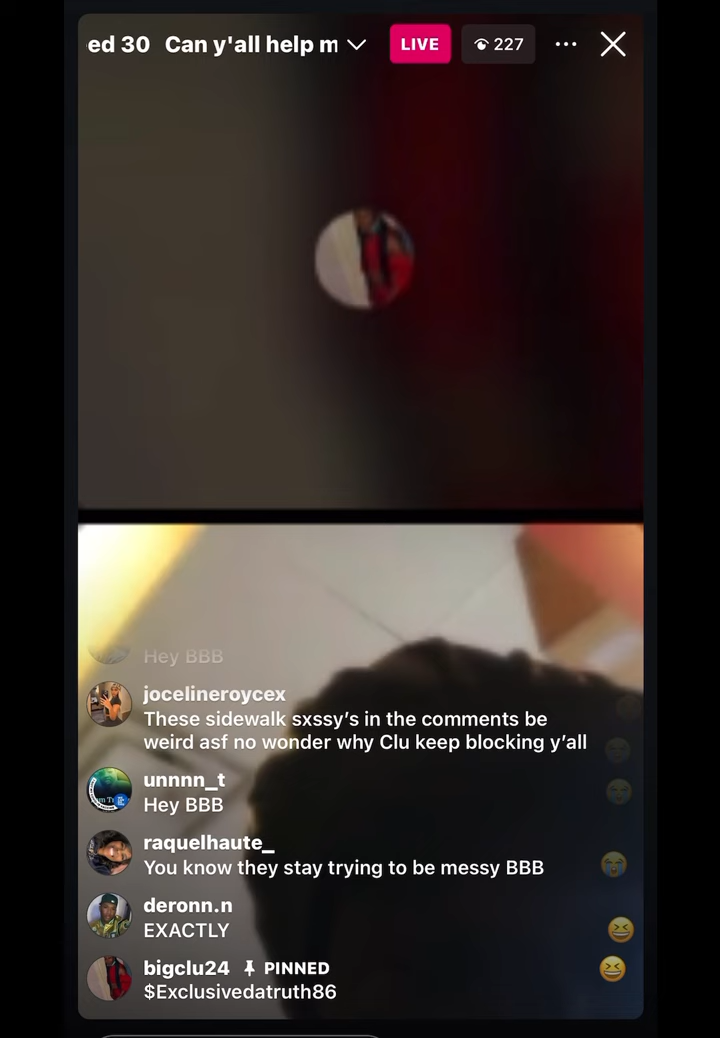 ed 30 Can y'all help m
LIVE
227
Hey BBB
jocelineroycex
These sidewalk sxssy’s in the comments be
weird asf no wonder why Clu keep blocking y’all
unnnn_t
Hey BBB
raquelhaute_
You know they stay trying to be messy BBB
deronn.n
EXACTLY
bigclu24 PINNED
$Exclusivedatruth86